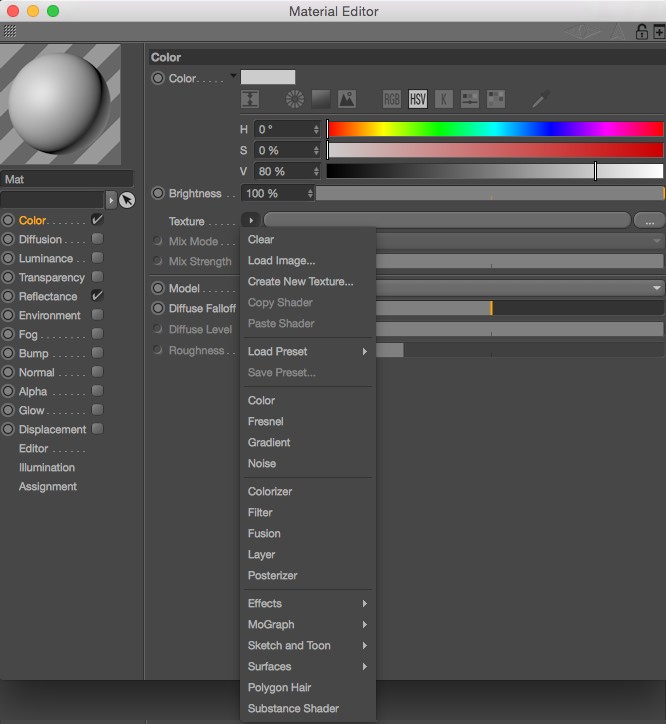 Material Editor
Color
Color. . . . .
RGB HSV K
H 0 °
S 0 %
V 80 %
Mat
Brightness 100 %
Color. . . . . . .
Texture . . . . ...
Diffusion . . . . .
Mix Mode . .
Luminance . . .
Mix Strength
Transparency
Clear
Load Image...
Create New Texture...
Copy Shader
Paste Shader
Load Preset
Save Preset...
Color
Fresnel
Gradient
Noise
Colorizer
Filter
Fusion
Layer
Posterizer
Effects
MoGraph
Sketch and Toon
Surfaces
Polygon Hair
Substance Shader
Model . . . . .
Reflectance . .
Diffuse Falloff
Environment
Diffuse Level
Fog . . . . . . . .
Roughness. .
Bump . . . . . .
Normal . . . . .
Alpha . . . . . .
Glow . . . . . . .
Displacement
Editor . . . . . .
Illumination
Assignment